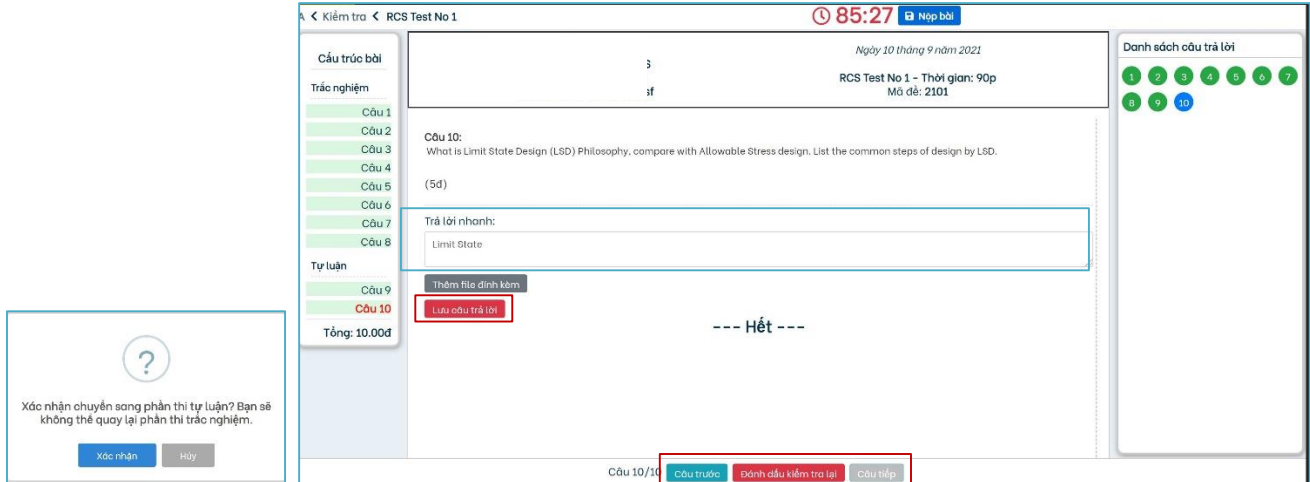 A < Kiểm tra < RCS Test No 1
85:27 Nộp bài
Cấu trúc bài
Trắc nghiệm
Câu 1
Câu 2
Câu 3
Câu 4
Câu 5
Câu 6
Câu 7
Câu 8
Tự luận
Câu 9
Câu 10
Tổng: 10.00đ
Ngày 10 tháng 9 năm 2021
RCS Test No 1 - Thời gian: 90p
Mã đề: 2101
Câu 10:
What is Limit State Design (LSD) Philosophy, compare with Allowable Stress design. List the common steps of design by LSD.
(5đ)
Trả lời nhanh:
Limit State
Thêm file đính kèm
Lưu câu trả lời
--- Hết ---
Danh sách câu trả lời
1 2 3 4 5 6 7
8 9 10
Câu 10/10 Câu trước Đánh dấu kiểm tra lại Câu tiếp
?
Xác nhận chuyển sang phần thi tự luận? Bạn sẽ
không thể quay lại phần thi trắc nghiệm.
Xác nhận Hủy